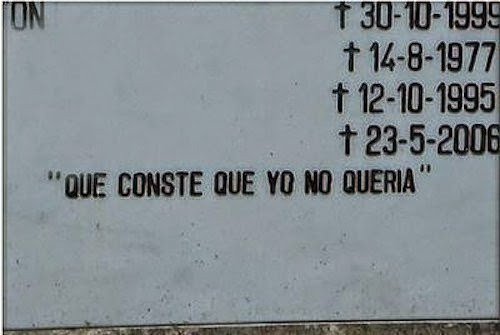 ON † 30-10-1999
† 14-8-1977
† 12-10-1995
† 23-5-2006
"QUE CONSTE QUE YO NO QUERIA"